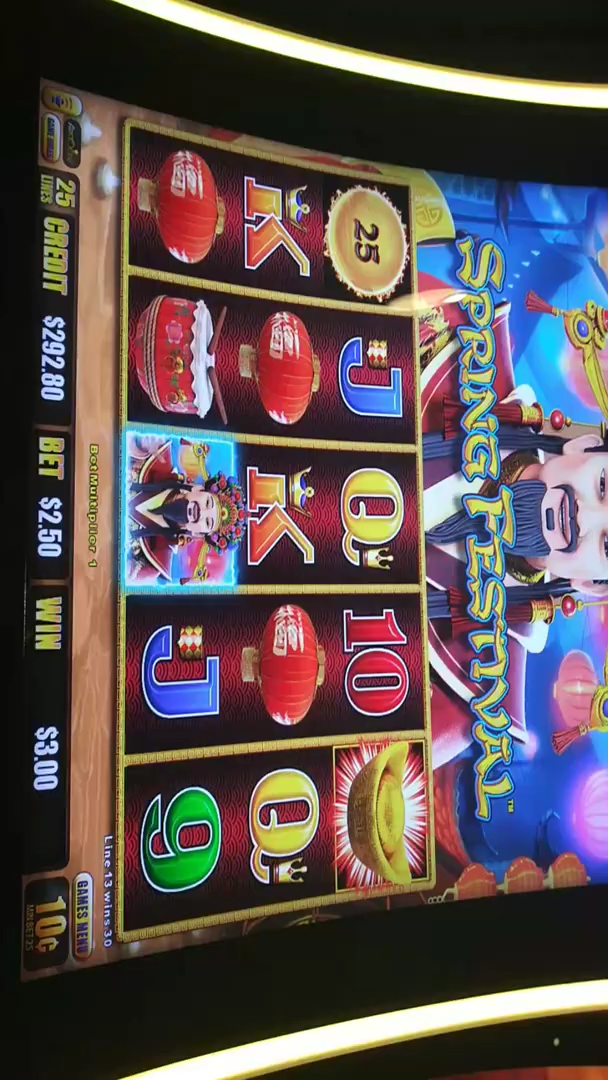 SPRING FESTIVAL™
25
J
Q
10
K
K
Q
J
9
Line 13 wins 30
Bet Multiplier 1
GAMES MENU
25
LINES
CREDIT $292.80
BET $2.50
WIN $3.00
10¢